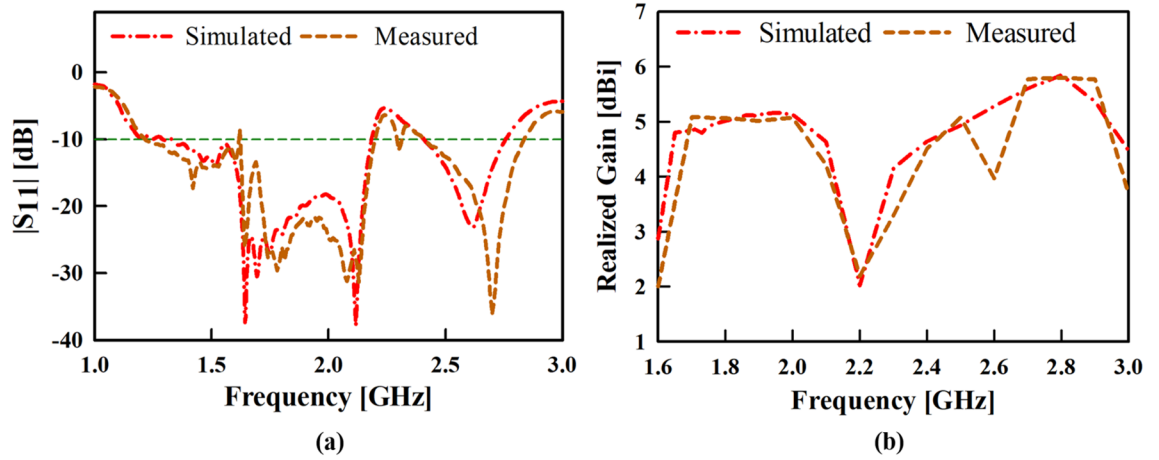 Simulated Measured
|S11| [dB]
0
-10
-20
-30
-40
1.0 1.5 2.0 2.5 3.0
Frequency [GHz]
(a)
Simulated Measured
Realized Gain [dBi]
7
6
5
4
3
2
1
1.6 1.8 2.0 2.2 2.4 2.6 2.8 3.0
Frequency [GHz]
(b)